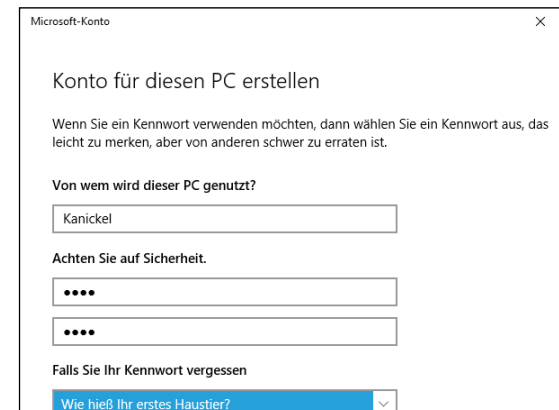 Microsoft-Konto
Konto für diesen PC erstellen
Wenn Sie ein Kennwort verwenden möchten, dann wählen Sie ein Kennwort aus, das
leicht zu merken, aber von anderen schwer zu erraten ist.
Von wem wird dieser PC genutzt?
Kanickel
Achten Sie auf Sicherheit.
••••
••••
Falls Sie Ihr Kennwort vergessen
Wie hieß Ihr erstes Haustier?